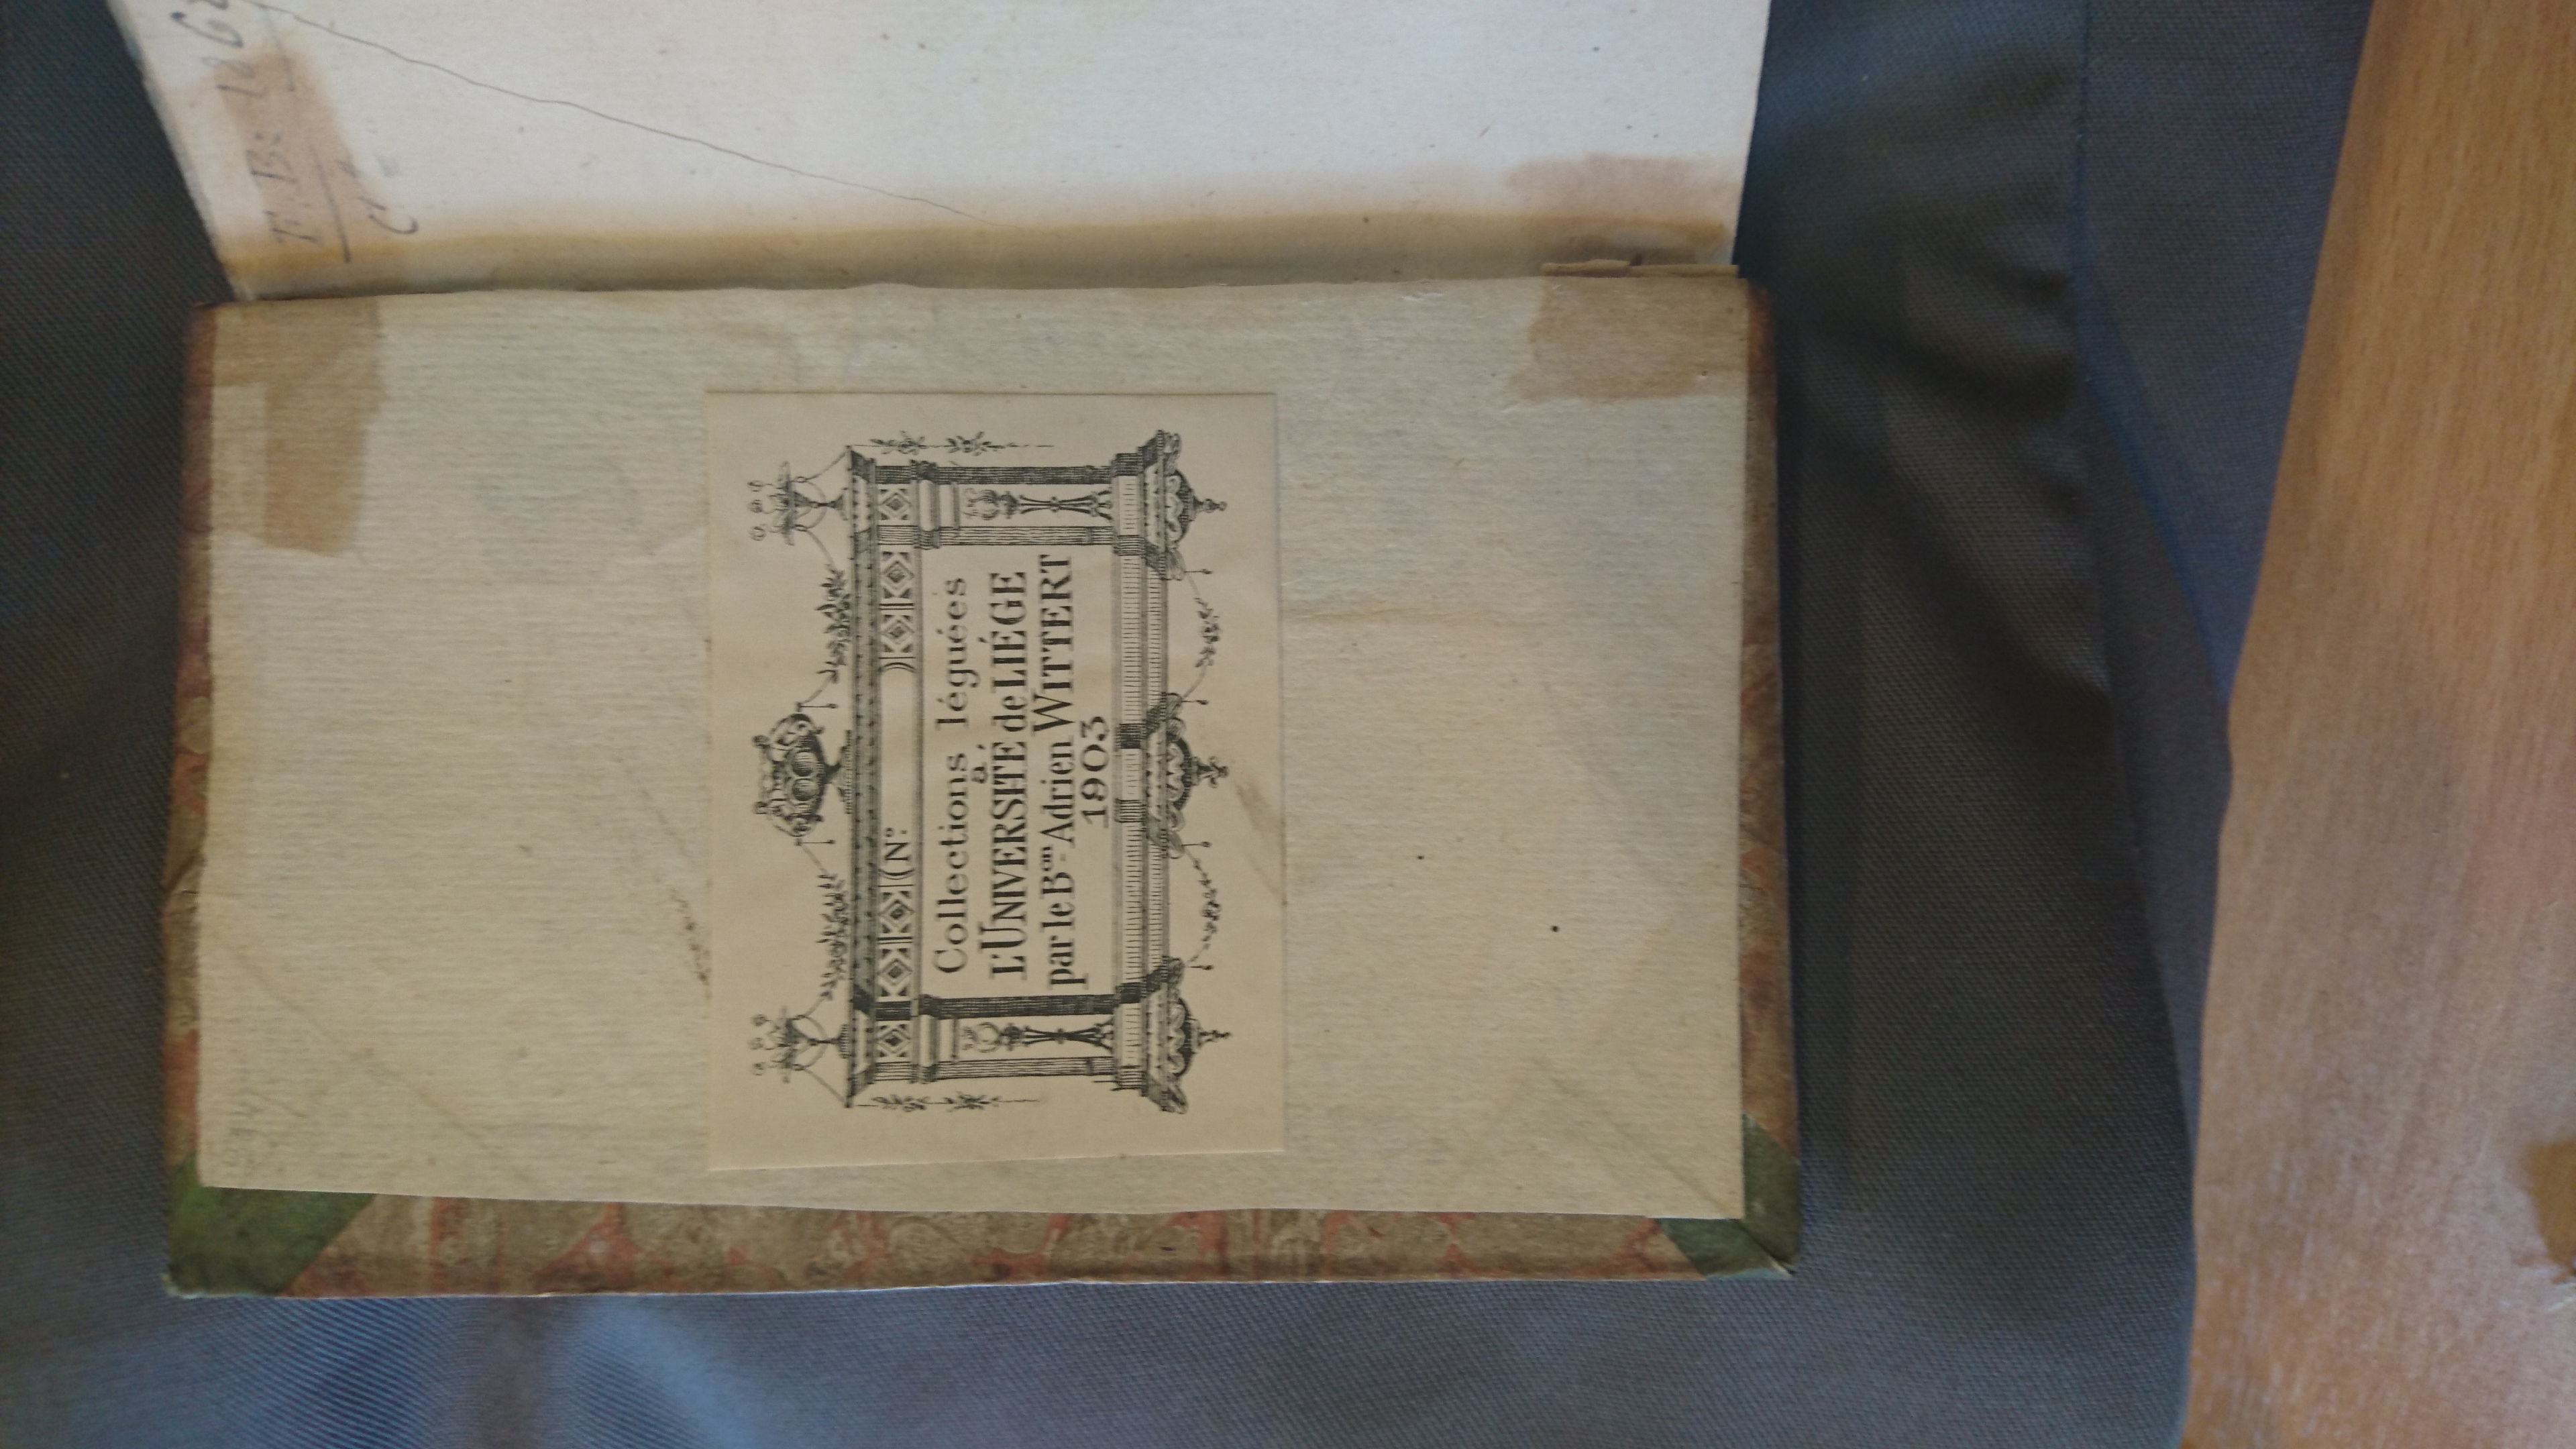 (N°
Collections léguées
à
L'UNIVERSITÉ de LIÉGE
par le Bᵒⁿ Adrien WITTERT
1903
T. B: